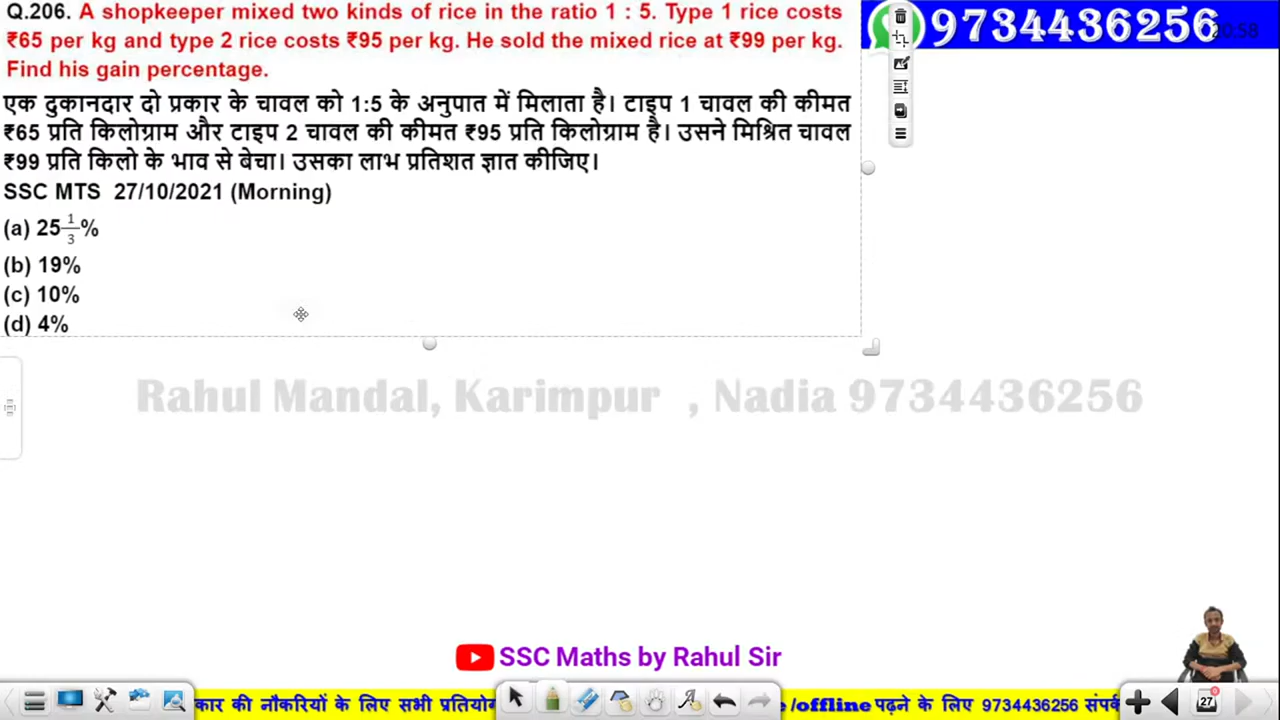 Q.206. A shopkeeper mixed two kinds of rice in the ratio 1 : 5. Type 1 rice costs
₹65 per kg and type 2 rice costs ₹95 per kg. He sold the mixed rice at ₹99 per kg.
Find his gain percentage.
एक दुकानदार दो प्रकार के चावल को 1:5 के अनुपात में मिलाता है। टाइप 1 चावल की कीमत
₹65 प्रति किलोग्राम और टाइप 2 चावल की कीमत ₹95 प्रति किलोग्राम है। उसने मिश्रित चावल
₹99 प्रति किलो के भाव से बेचा। उसका लाभ प्रतिशत ज्ञात कीजिए।
SSC MTS 27/10/2021 (Morning)
(a) 25 1/3 %
(b) 19%
(c) 10%
(d) 4%
9734436256
20:58
Rahul Mandal, Karimpur , Nadia 9734436256
SSC Maths by Rahul Sir
कार की नौकरियों के लिए सभी प्रतियो
/offline पढ़ने के लिए 9734436256 संपर्क
27